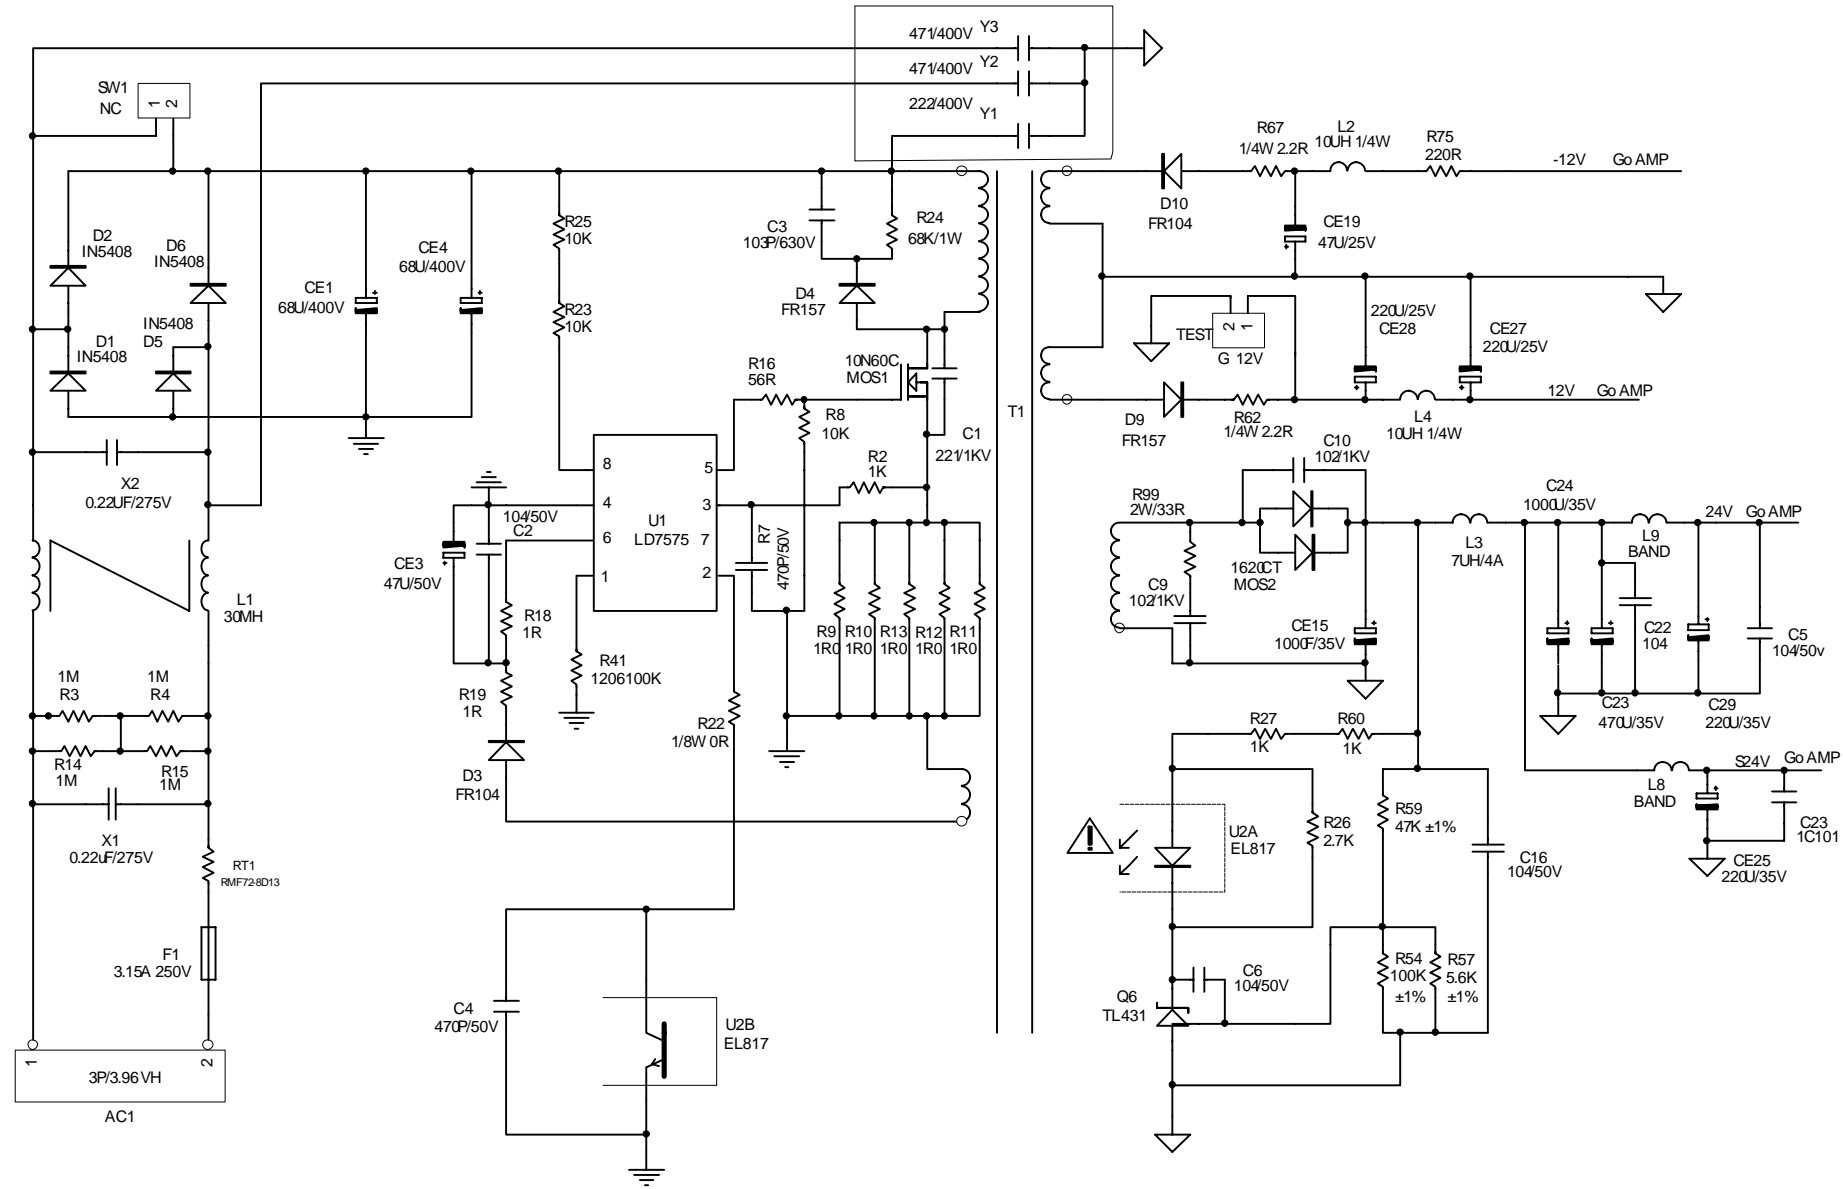 471/400V Y3
471/400V Y2
222/400V Y1
SW1
NC
1 2
R67
1/4W 2.2R
L2
10UH 1/4W
R75
220R
-12V Go AMP
D10
FR104
CE19
47U/25V
D2
IN5408
D6
IN5408
CE4
68U/400V
CE1
68U/400V
R25
10K
R23
10K
C3
103P/630V
R24
68K/1W
D4
FR157
IN5408
D5
D1
IN5408
TEST
2 1
G 12V
220U/25V
CE28
CE27
220U/25V
12V Go AMP
D9
FR157
R62
1/4W 2.2R
L4
10UH 1/4W
R16
56R
10N60C
MOS1
R8
10K
T1
C1
221/1KV
R2
1K
X2
0.22UF/275V
8
4
6
1
U1
LD7575
5
3
7
2
104/50V
C2
CE3
47U/50V
R7
470P/50V
C10
102/1KV
R99
2W/33R
C9
102/1KV
1620CT
MOS2
CE15
1000F/35V
L3
7UH/4A
C24
1000U/35V
L9
BAND
24V Go AMP
C22
104
C5
104/50v
C23
470U/35V
C29
220U/35V
L1
30MH
R18
1R
R19
1R
R41
1206100K
R9
1R0
R10
1R0
R13
1R0
R12
1R0
R11
1R0
1M
R3
1M
R4
R14
1M
R15
1M
R22
1/8W 0R
D3
FR104
R27
1K
R60
1K
L8
BAND
S24V Go AMP
C23
1C101
CE25
220U/35V
X1
0.22uF/275V
RT1
RMF72-8D13
U2A
EL817
R26
2.7K
R59
47K ±1%
C16
104/50V
F1
3.15A 250V
C4
470P/50V
U2B
EL817
C6
104/50V
Q6
TL431
R54
100K
±1%
R57
5.6K
±1%
1 2
3P/3.96 VH
AC1